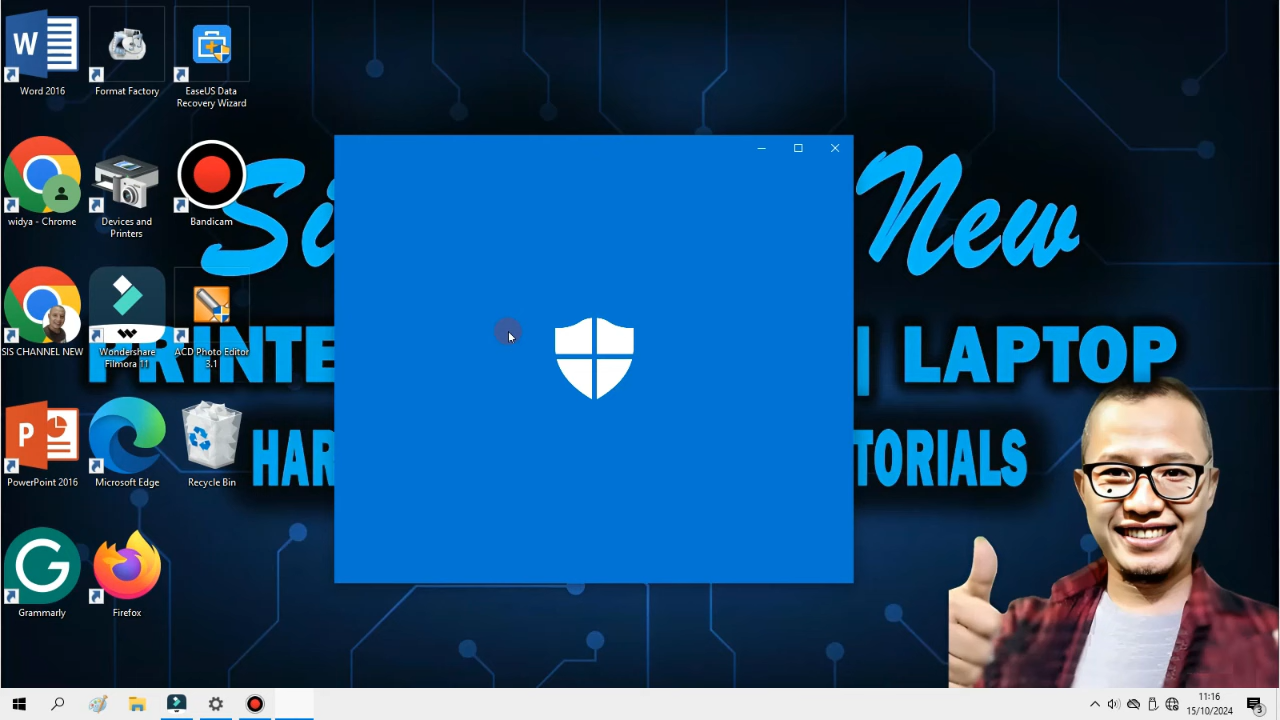 Word 2016
Format Factory
EaseUS Data
Recovery Wizard
widya - Chrome
Devices and
Printers
Bandicam
SIS CHANNEL NEW
Wondershare
Filmora 11
ACD Photo Editor
3.1
PowerPoint 2016
Microsoft Edge
Recycle Bin
Grammarly
Firefox
Si
New
PRINTE
| LAPTOP
HAR
TORIALS
11:16
15/10/2024
3